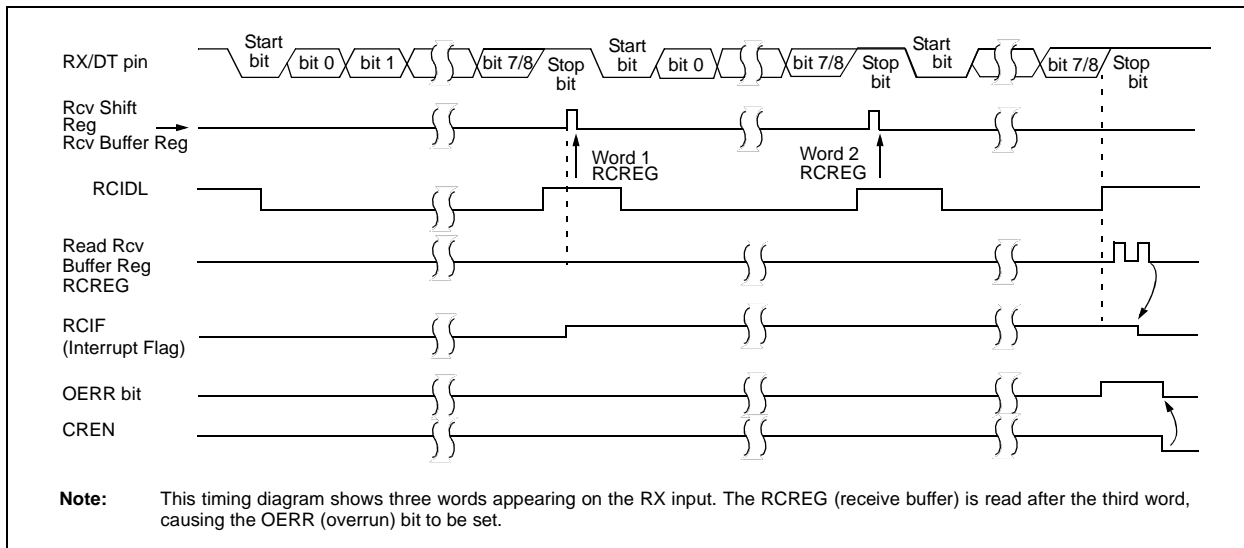 RX/DT pin
Start bit
bit 0
bit 1
bit 7/8
Stop bit
Start bit
bit 0
bit 7/8
Stop bit
Start bit
bit 7/8
Stop bit
Rcv Shift
Reg
Rcv Buffer Reg
Word 1
RCREG
Word 2
RCREG
RCIDL
Read Rcv
Buffer Reg
RCREG
RCIF
(Interrupt Flag)
OERR bit
CREN
Note: This timing diagram shows three words appearing on the RX input. The RCREG (receive buffer) is read after the third word,
causing the OERR (overrun) bit to be set.